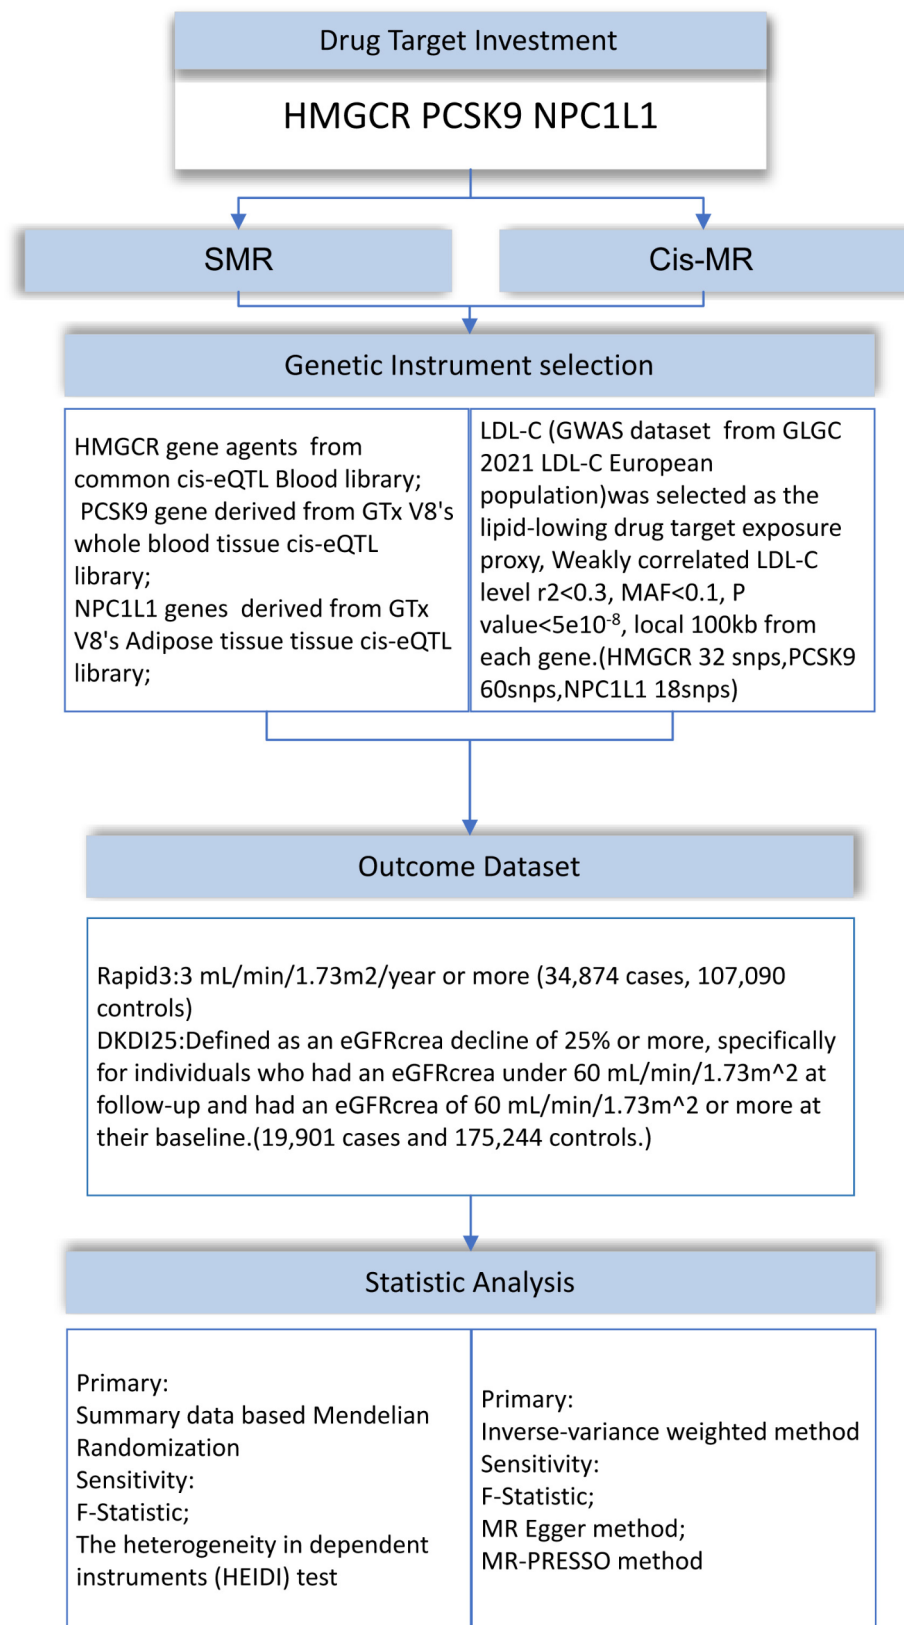 Drug Target Investment
HMGCR PCSK9 NPC1L1
SMR
Cis-MR
Genetic Instrument selection
HMGCR gene agents from
common cis-eQTL Blood library;
PCSK9 gene derived from GTx V8's
whole blood tissue cis-eQTL
library;
NPC1L1 genes derived from GTx
V8's Adipose tissue tissue cis-eQTL
library;
LDL-C (GWAS dataset from GLGC
2021 LDL-C European
population)was selected as the
lipid-lowing drug target exposure
proxy, Weakly correlated LDL-C
level r2<0.3, MAF<0.1, P
value<5e10⁻⁸, local 100kb from
each gene.(HMGCR 32 snps,PCSK9
60snps,NPC1L1 18snps)
Outcome Dataset
Rapid3:3 mL/min/1.73m2/year or more (34,874 cases, 107,090
controls)
DKDI25:Defined as an eGFRcrea decline of 25% or more, specifically
for individuals who had an eGFRcrea under 60 mL/min/1.73m^2 at
follow-up and had an eGFRcrea of 60 mL/min/1.73m^2 or more at
their baseline.(19,901 cases and 175,244 controls.)
Statistic Analysis
Primary:
Summary data based Mendelian
Randomization
Sensitivity:
F-Statistic;
The heterogeneity in dependent
instruments (HEIDI) test
Primary:
Inverse-variance weighted method
Sensitivity:
F-Statistic;
MR Egger method;
MR-PRESSO method